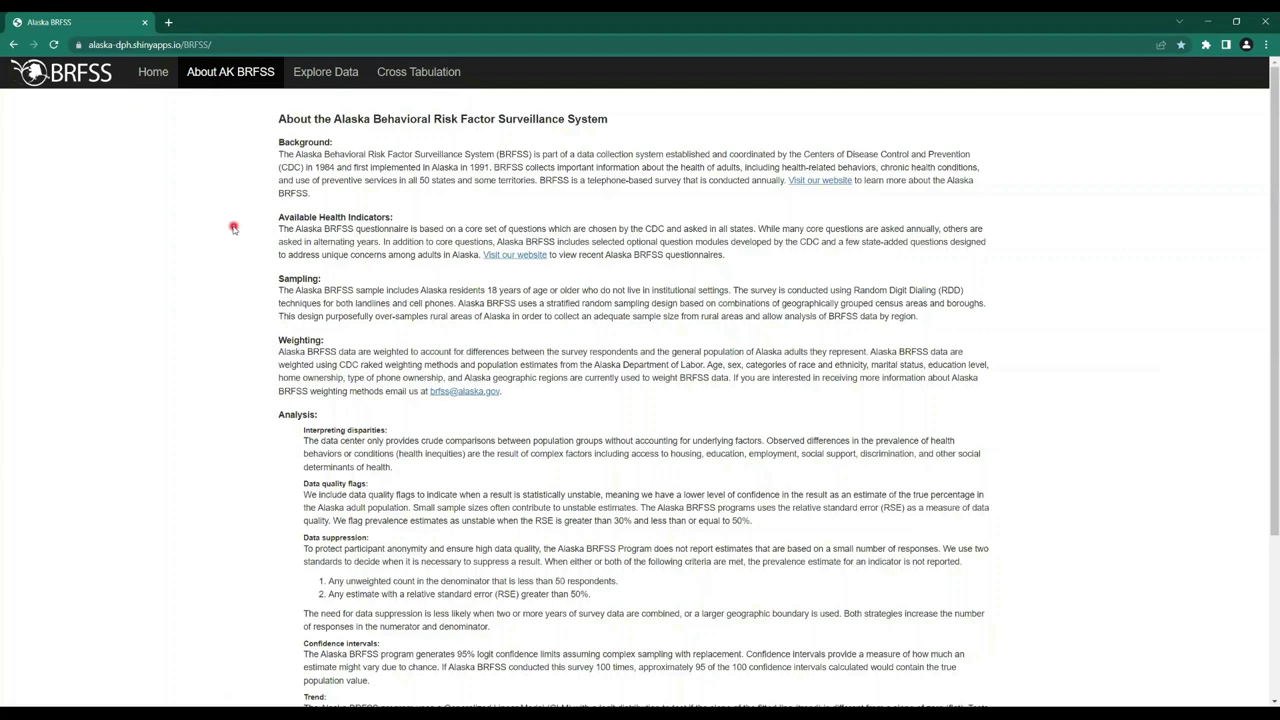 Alaska BRFSS
alaska-dph.shinyapps.io/BRFSS/
BRFSS Home About AK BRFSS Explore Data Cross Tabulation
About the Alaska Behavioral Risk Factor Surveillance System
Background:
The Alaska Behavioral Risk Factor Surveillance System (BRFSS) is part of a data collection system established and coordinated by the Centers of Disease Control and Prevention
(CDC) in 1984 and first implemented in Alaska in 1991. BRFSS collects important information about the health of adults, including health-related behaviors, chronic health conditions,
and use of preventive services in all 50 states and some territories. BRFSS is a telephone-based survey that is conducted annually. Visit our website to learn more about the Alaska
BRFSS.
Available Health Indicators:
The Alaska BRFSS questionnaire is based on a core set of questions which are chosen by the CDC and asked in all states. While many core questions are asked annually, others are
asked in alternating years. In addition to core questions, Alaska BRFSS includes selected optional question modules developed by the CDC and a few state-added questions designed
to address unique concerns among adults in Alaska. Visit our website to view recent Alaska BRFSS questionnaires.
Sampling:
The Alaska BRFSS sample includes Alaska residents 18 years of age or older who do not live in institutional settings. The survey is conducted using Random Digit Dialing (RDD)
techniques for both landlines and cell phones. Alaska BRFSS uses a stratified random sampling design based on combinations of geographically grouped census areas and boroughs.
This design purposefully over-samples rural areas of Alaska in order to collect an adequate sample size from rural areas and allow analysis of BRFSS data by region.
Weighting:
Alaska BRFSS data are weighted to account for differences between the survey respondents and the general population of Alaska adults they represent. Alaska BRFSS data are
weighted using CDC raked weighting methods and population estimates from the Alaska Department of Labor. Age, sex, categories of race and ethnicity, marital status, education level,
home ownership, type of phone ownership, and Alaska geographic regions are currently used to weight BRFSS data. If you are interested in receiving more information about Alaska
BRFSS weighting methods email us at brfss@alaska.gov.
Analysis:
Interpreting disparities:
The data center only provides crude comparisons between population groups without accounting for underlying factors. Observed differences in the prevalence of health
behaviors or conditions (health inequities) are the result of complex factors including access to housing, education, employment, social support, discrimination, and other social
determinants of health.
Data quality flags:
We include data quality flags to indicate when a result is statistically unstable, meaning we have a lower level of confidence in the result as an estimate of the true percentage in
the Alaska adult population. Small sample sizes often contribute to unstable estimates. The Alaska BRFSS programs uses the relative standard error (RSE) as a measure of data
quality. We flag prevalence estimates as unstable when the RSE is greater than 30% and less than or equal to 50%.
Data suppression:
To protect participant anonymity and ensure high data quality, the Alaska BRFSS Program does not report estimates that are based on a small number of responses. We use two
standards to decide when it is necessary to suppress a result. When either or both of the following criteria are met, the prevalence estimate for an indicator is not reported.
1. Any unweighted count in the denominator that is less than 50 respondents.
2. Any estimate with a relative standard error (RSE) greater than 50%.
The need for data suppression is less likely when two or more years of survey data are combined, or a larger geographic boundary is used. Both strategies increase the number
of responses in the numerator and denominator.
Confidence intervals:
The Alaska BRFSS program generates 95% logit confidence limits assuming complex sampling with replacement. Confidence intervals provide a measure of how much an
estimate might vary due to chance. If Alaska BRFSS conducted this survey 100 times, approximately 95 of the 100 confidence intervals calculated would contain the true
population value.
Trend: